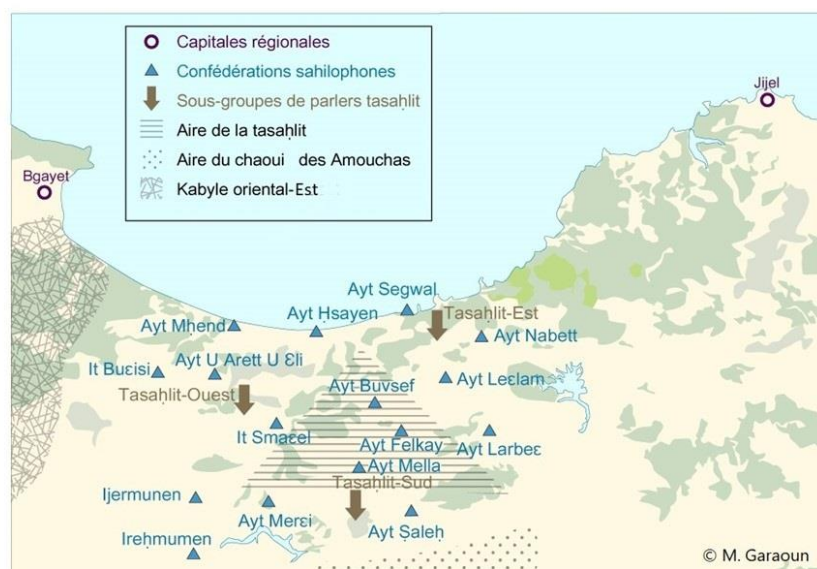 Capitales régionales
Confédérations sahilophones
Sous-groupes de parlers tasaḥlit
Aire de la tasaḥlit
Aire du chaoui des Amouchas
Kabyle oriental-Est
Jijel
Bgayet
Ayt Segwal
Tasaḥlit-Est
Ayt Mḥend
Ayt Ḥsayen
Ayt Nabett
It Buɛisi
Ayt U Arett U Ɛli
Ayt Leɛlam
Tasaḥlit-Ouest
Ayt Buvsef
It Smaɛel
Ayt Felkay
Ayt Larbeɛ
Ayt Mella
Tasaḥlit-Sud
Ijermunen
Ayt Merɛi
Ayt Ṣaleḥ
Ireḥmumen
© M. Garaoun